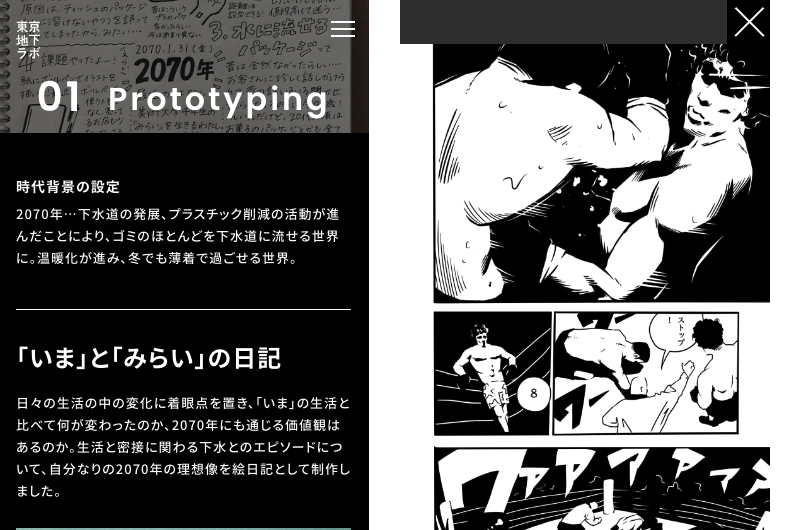 東京
地下
ラボ
3. 水に流せる
パッケージって
課題やったよー!
2070.1.31(金)
2070年
01 Prototyping
時代背景の設定
2070年…下水道の発展、プラスチック削減の活動が進
んだことにより、ゴミのほとんどを下水道に流せる世界
に。温暖化が進み、冬でも薄着で過ごせる世界。
「いま」と「みらい」の日記
日々の生活の中の変化に着眼点を置き、「いま」の生活と
比べて何が変わったのか、2070年にも通じる価値観は
あるのか。生活と密接に関わる下水とのエピソードにつ
いて、自分なりの2070年の理想像を絵日記として制作し
ました。
ストップ
!
8
ワァァァァ